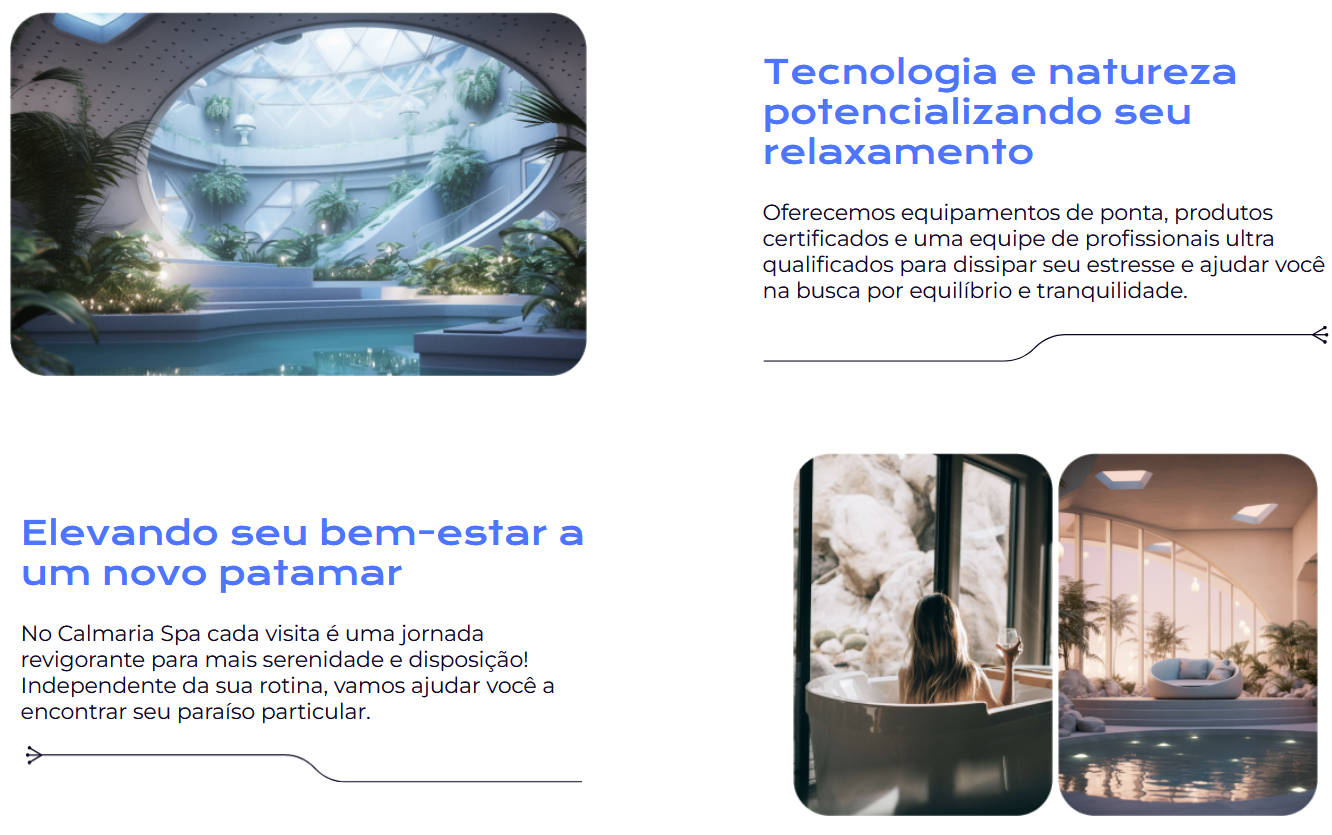 Tecnologia e natureza
potencializando seu
relaxamento
Oferecemos equipamentos de ponta, produtos
certificados e uma equipe de profissionais ultra
qualificados para dissipar seu estresse e ajudar você
na busca por equilíbrio e tranquilidade.
Elevando seu bem-estar a
um novo patamar
No Calmaria Spa cada visita é uma jornada
revigorante para mais serenidade e disposição!
Independente da sua rotina, vamos ajudar você a
encontrar seu paraíso particular.